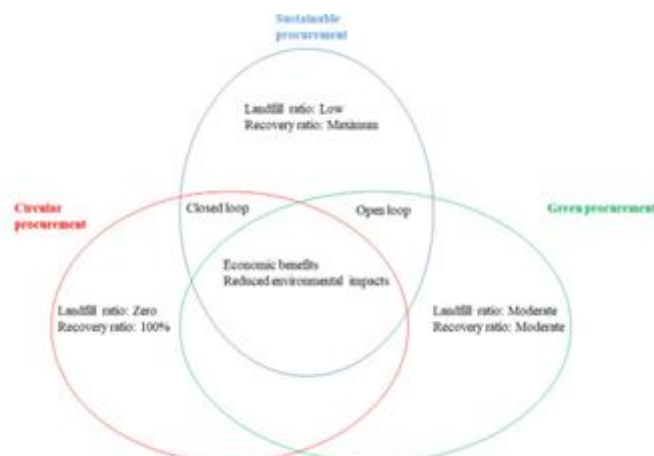 Sustainable
procurement
Landfill ratio: Low
Recovery ratio: Maximum
Circular
procurement
Closed loop
Open loop
Green procurement
Economic benefits
Reduced environmental impacts
Landfill ratio: Zero
Recovery ratio: 100%
Landfill ratio: Moderate
Recovery ratio: Moderate